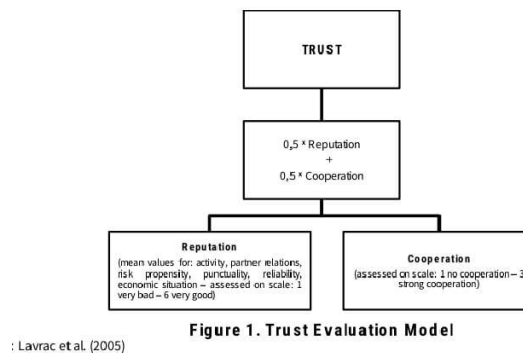 TRUST
0,5 * Reputation
+
0,5 * Cooperation
Reputation
(mean values for: activity, partner relations,
risk propensity, punctuality, reliability,
economic situation – assessed on scale: 1
very bad – 6 very good)
Cooperation
(assessed on scale: 1 no cooperation – 3
strong cooperation)
Figure 1. Trust Evaluation Model
: Lavrac et al. (2005)